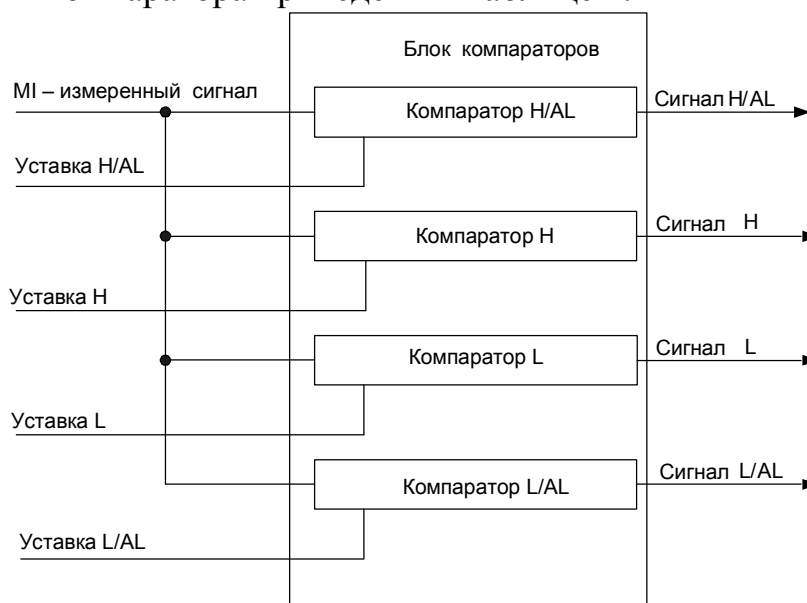 Блок компараторов
MI – измеренный сигнал
Компаратор H/AL
Сигнал H/AL
Уставка H/AL
Компаратор H
Сигнал H
Уставка H
Компаратор L
Сигнал L
Уставка L
Компаратор L/AL
Сигнал L/AL
Уставка L/AL